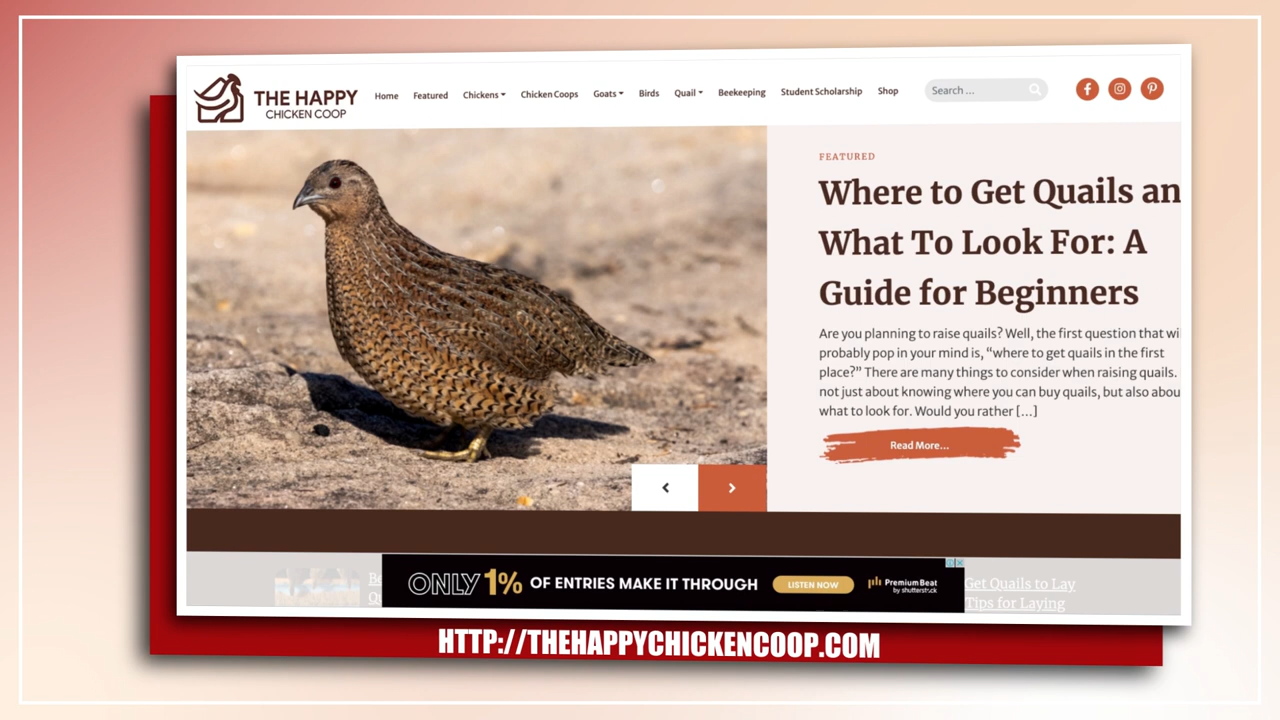 THE HAPPY
CHICKEN COOP
Home Featured Chickens Chicken Coops Goats Birds Quail Beekeeping Student Scholarship Shop
Search ...
FEATURED
Where to Get Quails an
What To Look For: A
Guide for Beginners
Are you planning to raise quails? Well, the first question that wi
probably pop in your mind is, “where to get quails in the first
place?” There are many things to consider when raising quails.
not just about knowing where you can buy quails, but also abou
what to look for. Would you rather [...]
Read More...
ONLY 1% OF ENTRIES MAKE IT THROUGH
LISTEN NOW
PremiumBeat
by shutterstock
Get Quails to Lay
Tips for Laying
HTTP://THEHAPPYCHICKENCOOP.COM